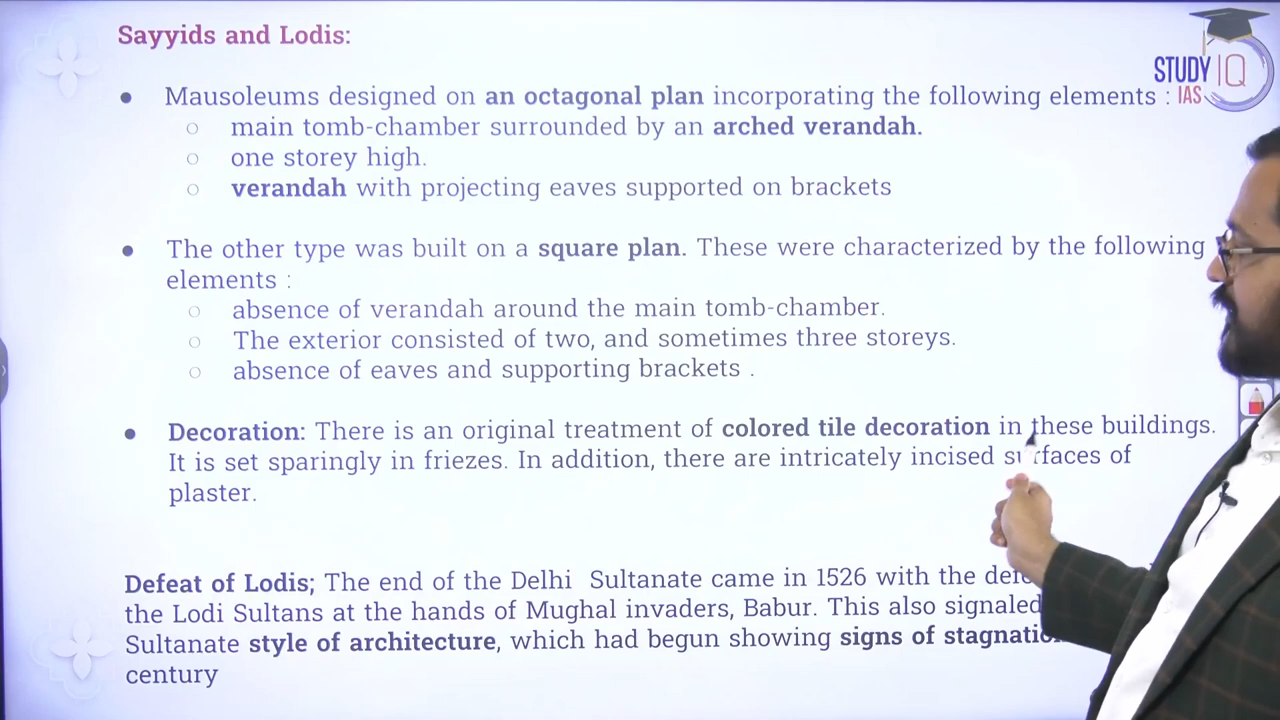 Sayyids and Lodis:
STUDY IQ
IAS
● Mausoleums designed on an octagonal plan incorporating the following elements :
○ main tomb-chamber surrounded by an arched verandah.
○ one storey high.
○ verandah with projecting eaves supported on brackets
● The other type was built on a square plan. These were characterized by the following
elements :
○ absence of verandah around the main tomb-chamber.
○ The exterior consisted of two, and sometimes three storeys.
○ absence of eaves and supporting brackets .
● Decoration: There is an original treatment of colored tile decoration in these buildings.
It is set sparingly in friezes. In addition, there are intricately incised surfaces of
plaster.
Defeat of Lodis; The end of the Delhi Sultanate came in 1526 with the
the Lodi Sultans at the hands of Mughal invaders, Babur. This also signaled
Sultanate style of architecture, which had begun showing signs of
century